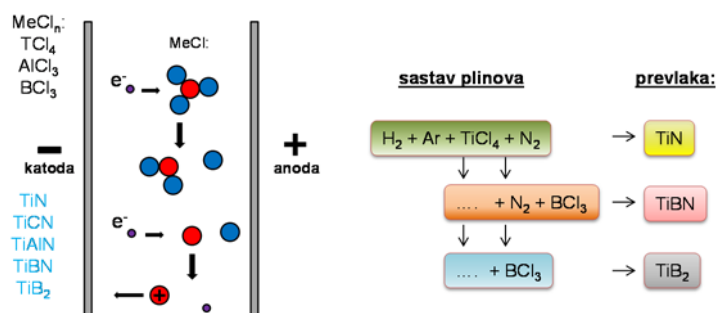 MeClₙ:
TCl₄
AlCl₃
BCl₃
katoda
TiN
TiCN
TiAlN
TiBN
TiB₂
MeCl:
e⁻
e⁻
+
+
anoda
sastav plinova
prevlaka:
H₂ + Ar + TiCl₄ + N₂
TiN
.... + N₂ + BCl₃
TiBN
.... + BCl₃
TiB₂